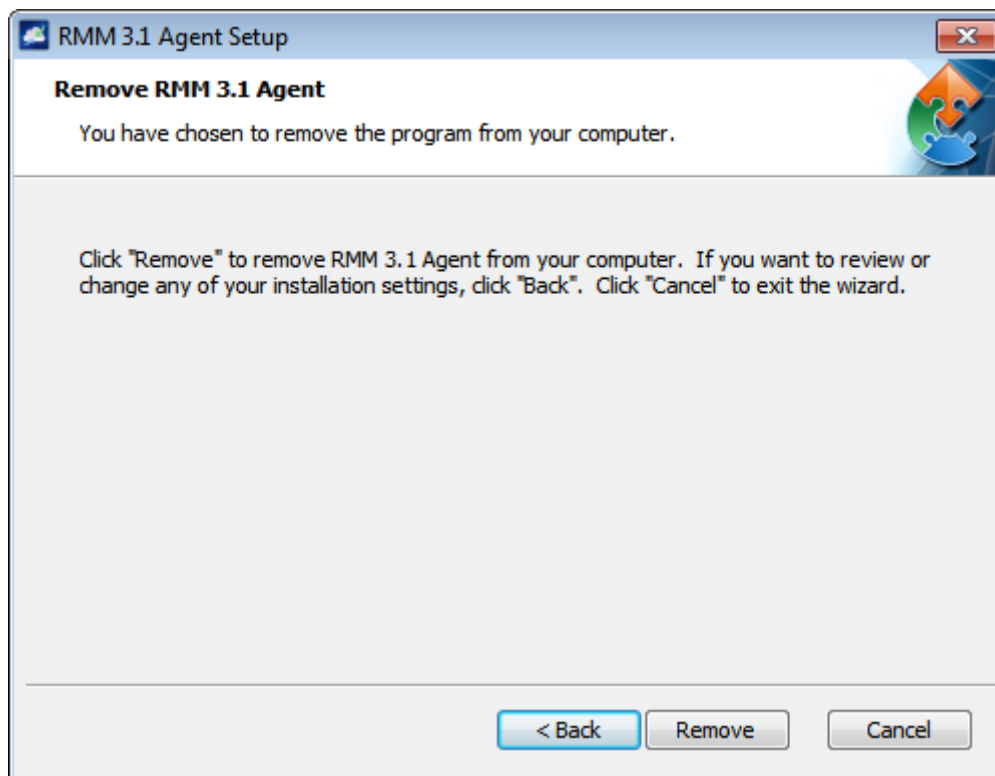 RMM 3.1 Agent Setup
Remove RMM 3.1 Agent
You have chosen to remove the program from your computer.
Click "Remove" to remove RMM 3.1 Agent from your computer.  If you want to review or
change any of your installation settings, click "Back".  Click "Cancel" to exit the wizard.
< Back Remove Cancel